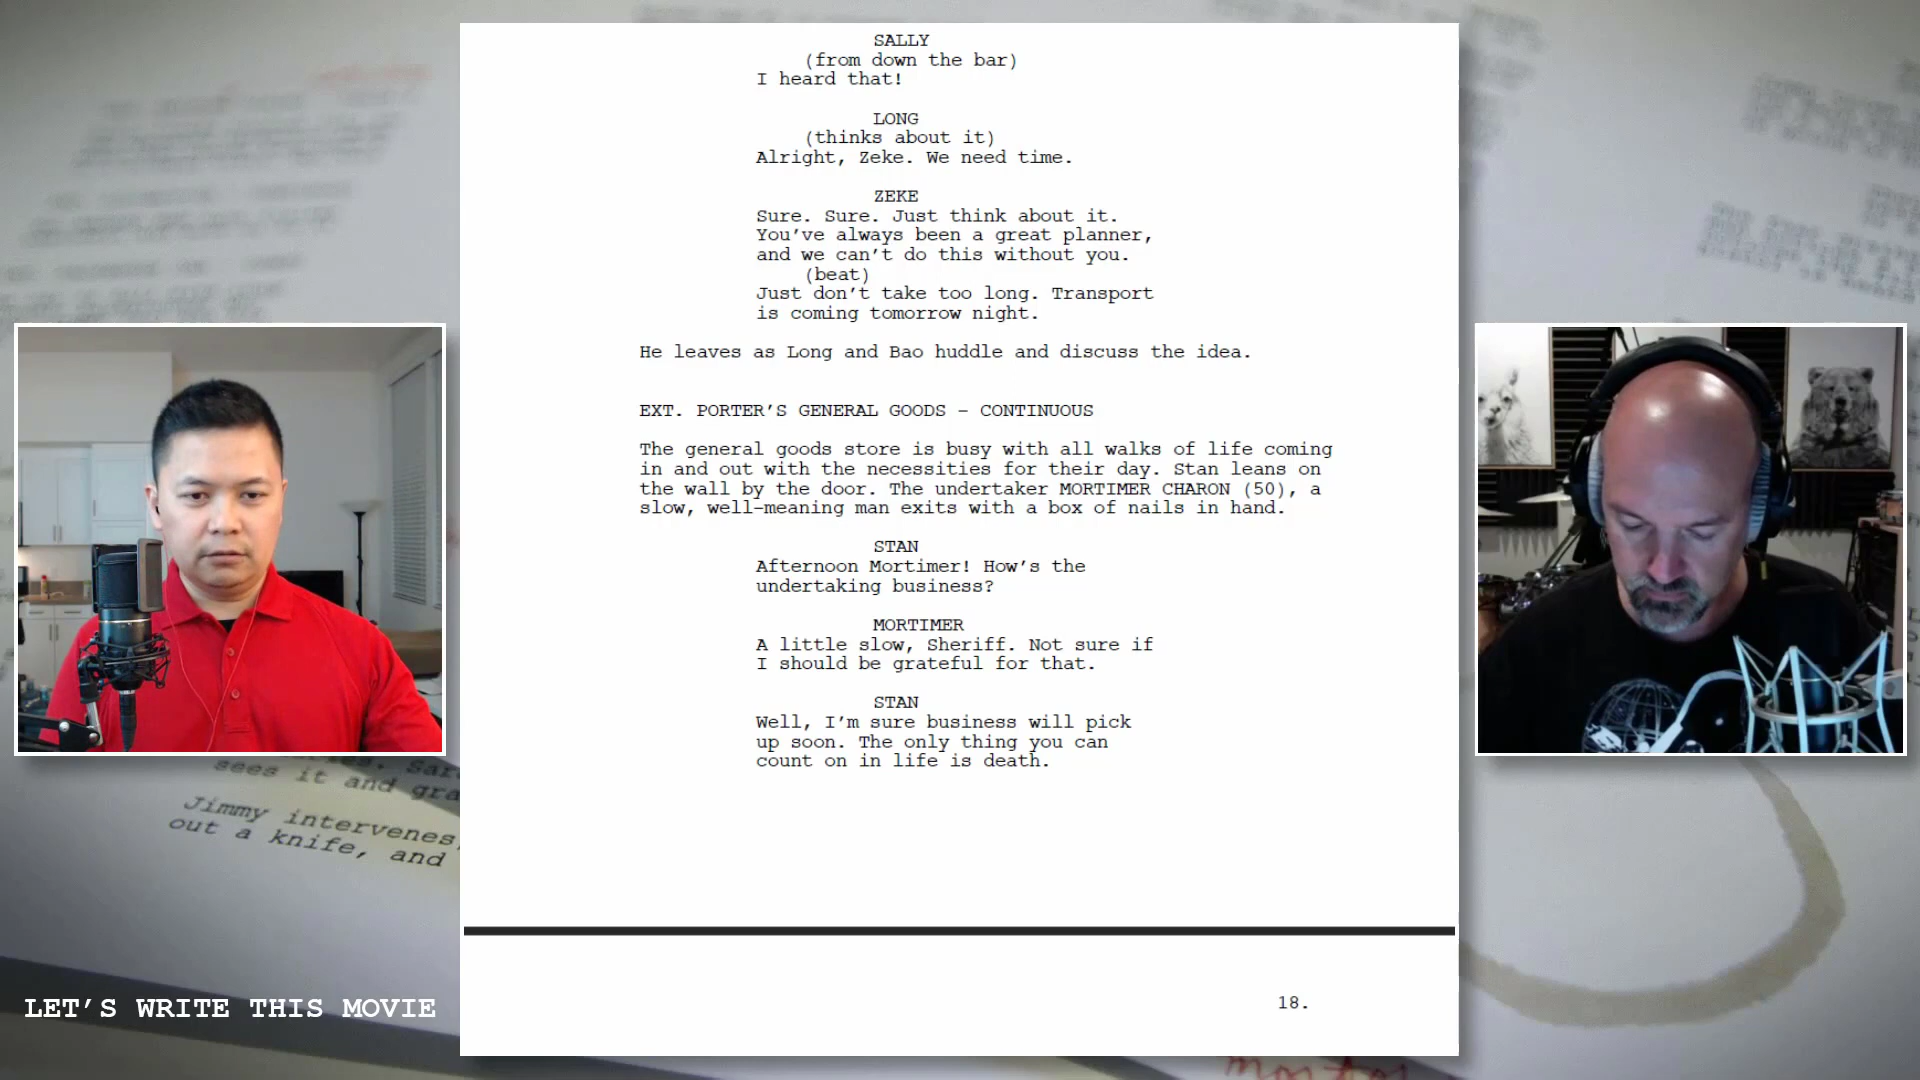 SALLY
(from down the bar)
I heard that!
LONG
(thinks about it)
Alright, Zeke. We need time.
ZEKE
Sure. Sure. Just think about it.
You've always been a great planner,
and we can't do this without you.
(beat)
Just don't take too long. Transport
is coming tomorrow night.
He leaves as Long and Bao huddle and discuss the idea.
EXT. PORTER'S GENERAL GOODS - CONTINUOUS
The general goods store is busy with all walks of life coming
in and out with the necessities for their day. Stan leans on
the wall by the door. The undertaker MORTIMER CHARON (50), a
slow, well-meaning man exits with a box of nails in hand.
STAN
Afternoon Mortimer! How's the
undertaking business?
MORTIMER
A little slow, Sheriff. Not sure if
I should be grateful for that.
STAN
Well, I'm sure business will pick
up soon. The only thing you can
count on in life is death.
18.
sees it and gra
Jimmy intervenes
out a knife, and
LET'S WRITE THIS MOVIE